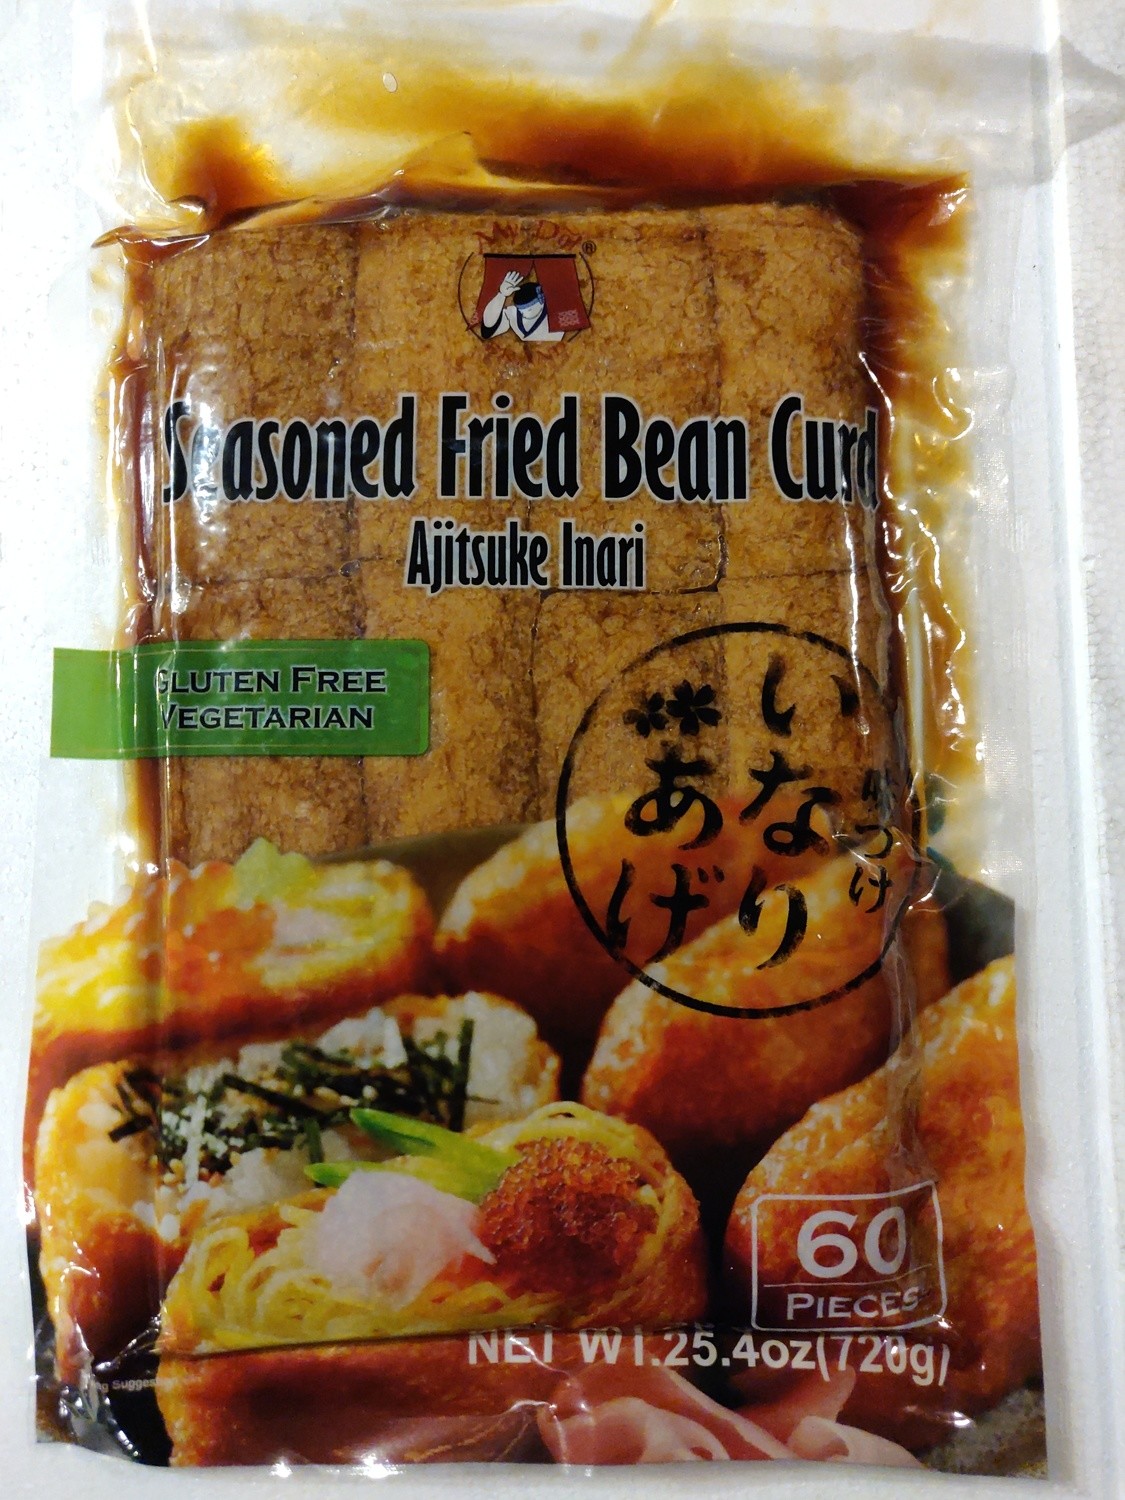 Seasoned Fried Bean Curd
Ajitsuke Inari
GLUTEN FREE
VEGETARIAN
味つけ
いなり
あげ
60
PIECES
NET WT.25.4oz(720g)